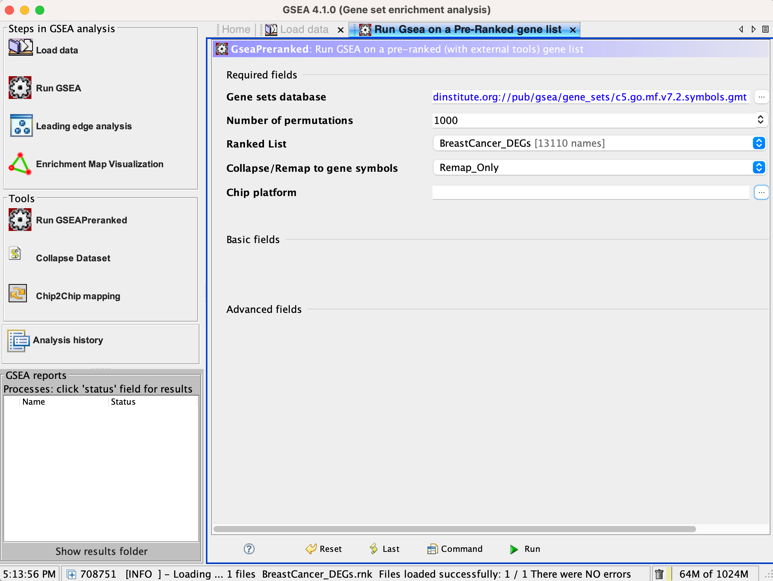 GSEA 4.1.0 (Gene set enrichment analysis)
Steps in GSEA analysis
Load data
Run GSEA
Leading edge analysis
Enrichment Map Visualization
Tools
Run GSEAPreranked
Collapse Dataset
Chip2Chip mapping
Analysis history
GSEA reports
Processes: click 'status' field for results
Name Status
Show results folder
Home Load data × Run Gsea on a Pre-Ranked gene list ×
GseaPreranked: Run GSEA on a pre-ranked (with external tools) gene list
Required fields
Gene sets database dinstitute.org://pub/gsea/gene_sets/c5.go.mf.v7.2.symbols.gmt ...
Number of permutations 1000
Ranked List BreastCancer_DEGs [13110 names]
Collapse/Remap to gene symbols Remap_Only
Chip platform ...
Basic fields
Advanced fields
? Reset Last Command Run
5:13:56 PM 708751 [INFO ] - Loading ... 1 files BreastCancer_DEGs.rnk Files loaded successfully: 1 / 1 There were NO errors 64M of 1024M